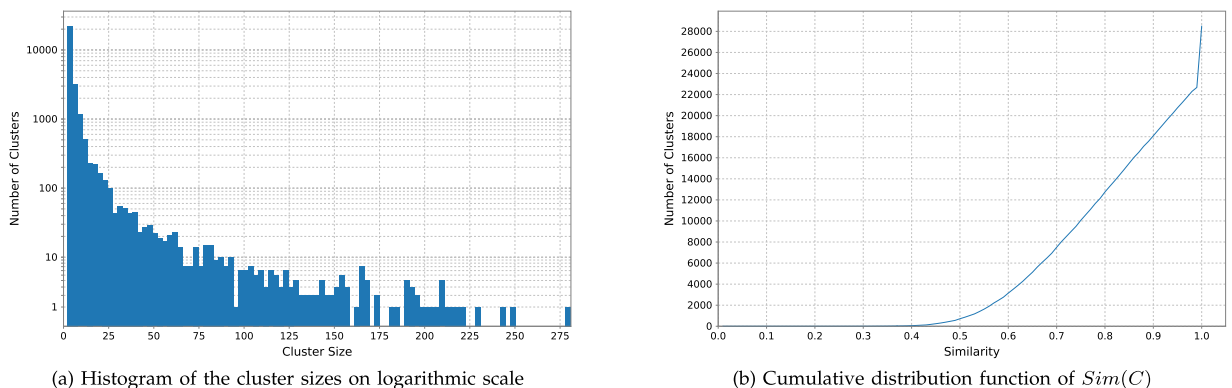 10000
1000
100
10
1
Number of Clusters
0 25 50 75 100 125 150 175 200 225 250 275
Cluster Size
(a) Histogram of the cluster sizes on logarithmic scale
28000
26000
24000
22000
20000
18000
16000
14000
12000
10000
8000
6000
4000
2000
0
Number of Clusters
0.0 0.1 0.2 0.3 0.4 0.5 0.6 0.7 0.8 0.9 1.0
Similarity
(b) Cumulative distribution function of Sim(C)